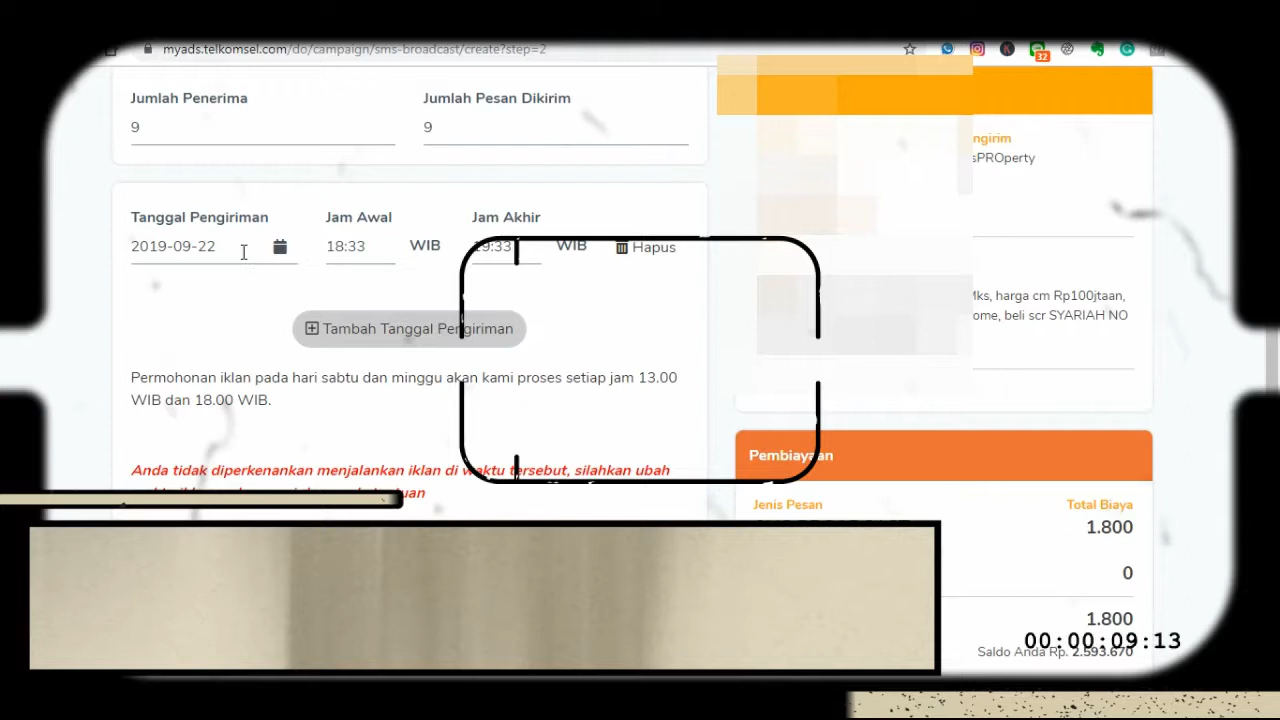 myads.telkomsel.com/do/campaign/sms-broadcast/create?step=2
32
Jumlah Penerima
Jumlah Pesan Dikirim
9
9
Tanggal Pengiriman
Jam Awal
Jam Akhir
2019-09-22
18:33
WIB
19:33
WIB
Hapus
Tambah Tanggal Pengiriman
Permohonan iklan pada hari sabtu dan minggu akan kami proses setiap jam 13.00
WIB dan 18.00 WIB.
Anda tidak diperkenankan menjalankan iklan di waktu tersebut, silahkan ubah
ngirim
sPROperty
Mks, harga cm Rp100jtaan,
ome, beli scr SYARIAH NO
Pembiayaan
Jenis Pesan
Total Biaya
1.800
0
1.800
Saldo Anda Rp. 2.593.670
00:00:09:13